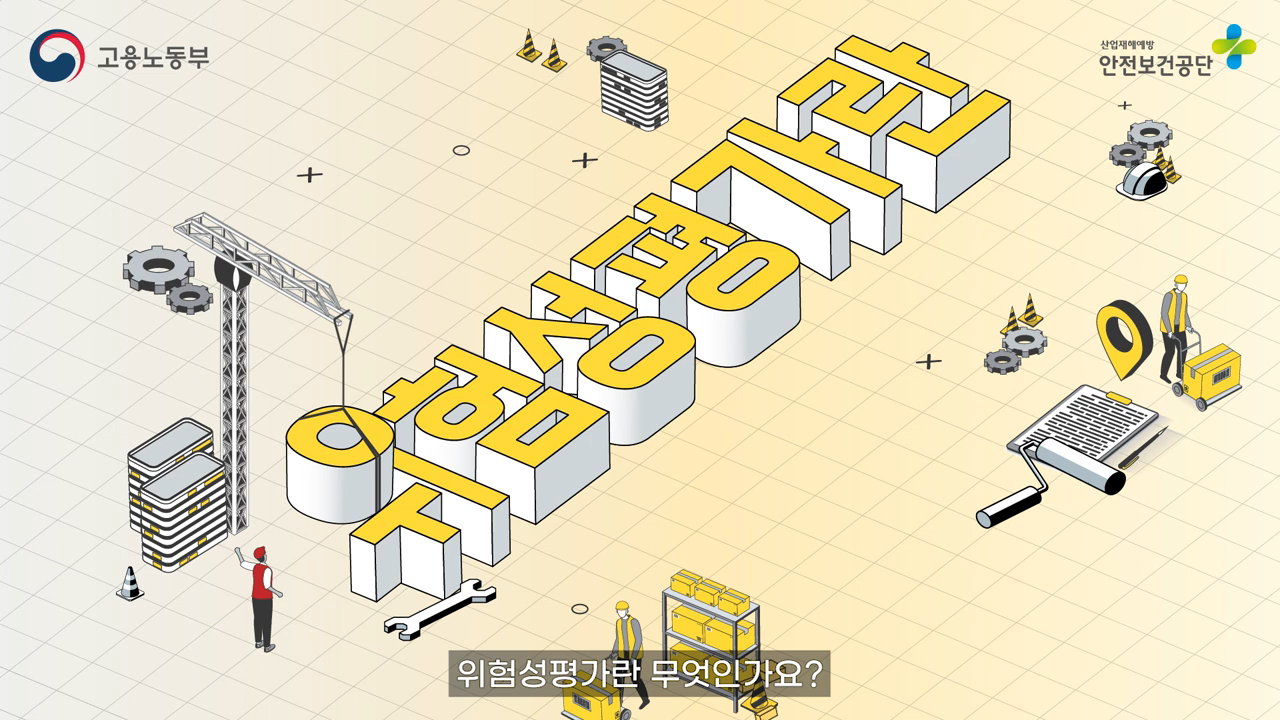 고용노동부
산업재해예방
안전보건공단
위험성평가란
위험성평가란 무엇인가요?